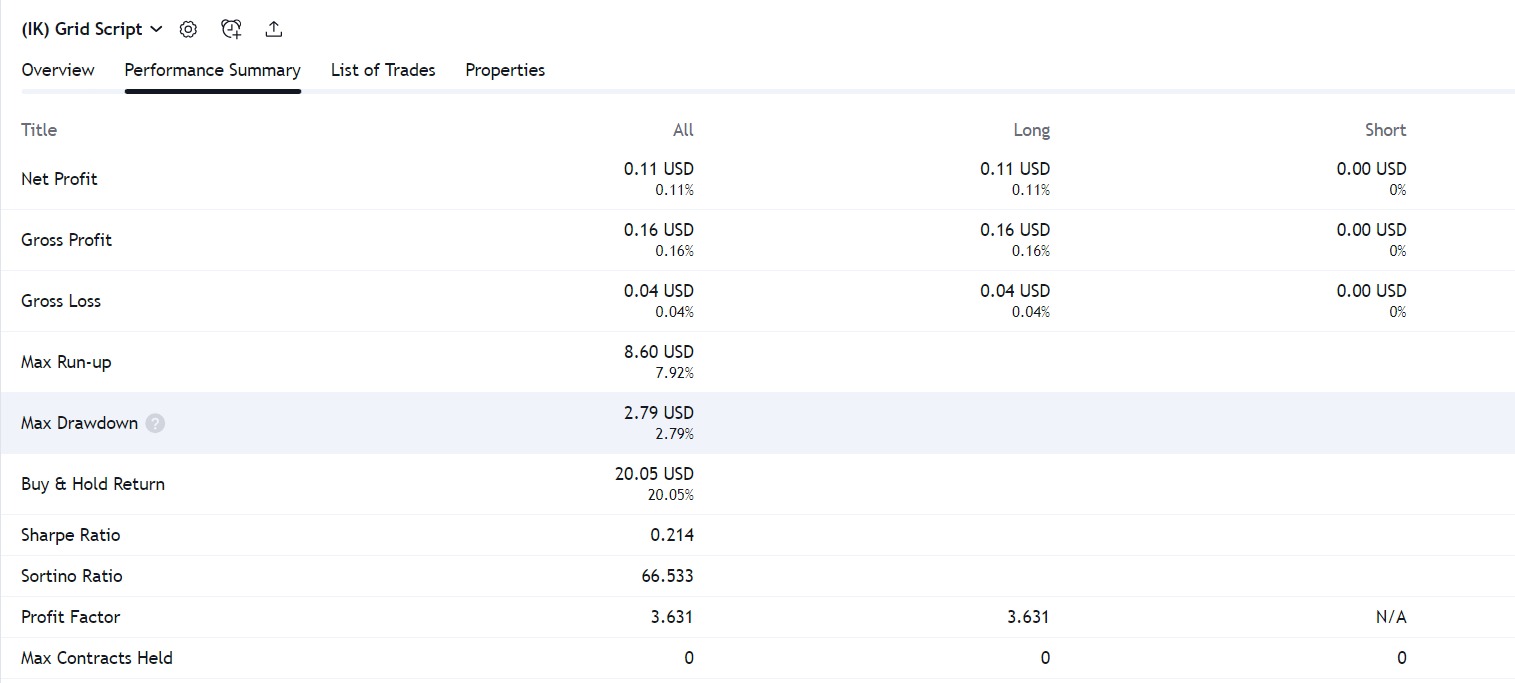 (IK) Grid Script
Overview Performance Summary List of Trades Properties
Title All Long Short
Net Profit 0.11 USD 0.11 USD 0.00 USD
0.11% 0.11% 0%
Gross Profit 0.16 USD 0.16 USD 0.00 USD
0.16% 0.16% 0%
Gross Loss 0.04 USD 0.04 USD 0.00 USD
0.04% 0.04% 0%
Max Run-up 8.60 USD
7.92%
Max Drawdown ? 2.79 USD
2.79%
Buy & Hold Return 20.05 USD
20.05%
Sharpe Ratio 0.214
Sortino Ratio 66.533
Profit Factor 3.631 3.631 N/A
Max Contracts Held 0 0 0